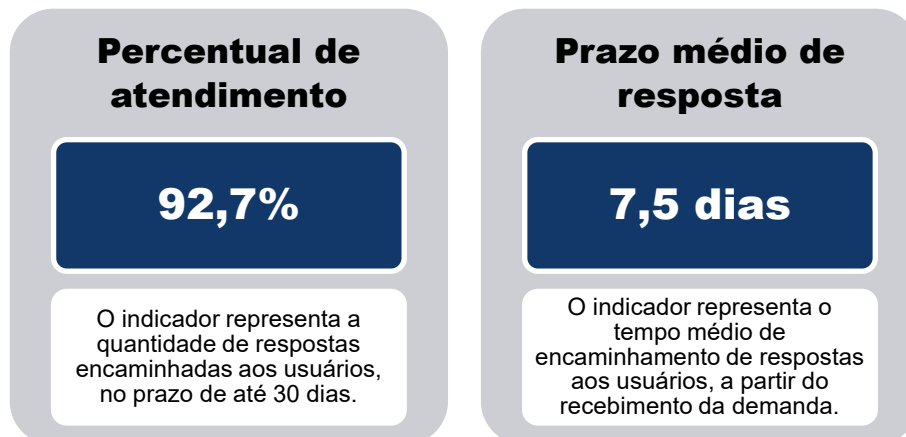 Percentual de
atendimento
92,7%
O indicador representa a
quantidade de respostas
encaminhadas aos usuários,
no prazo de até 30 dias.
Prazo médio de
resposta
7,5 dias
O indicador representa o
tempo médio de
encaminhamento de respostas
aos usuários, a partir do
recebimento da demanda.